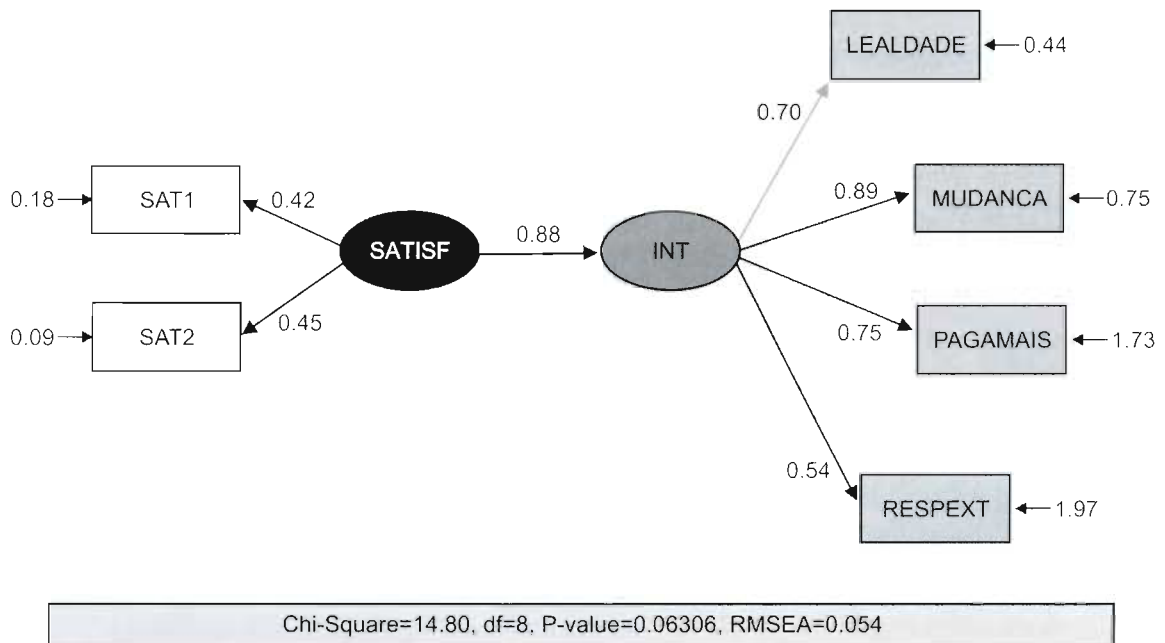 LEALDADE
0.44
0.70
0.18
SAT1
0.42
0.89
MUDANCA
0.75
SATISF
0.88
INT
0.09
SAT2
0.45
0.75
PAGAMAIS
1.73
0.54
RESPEXT
1.97
Chi-Square=14.80, df=8, P-value=0.06306, RMSEA=0.054